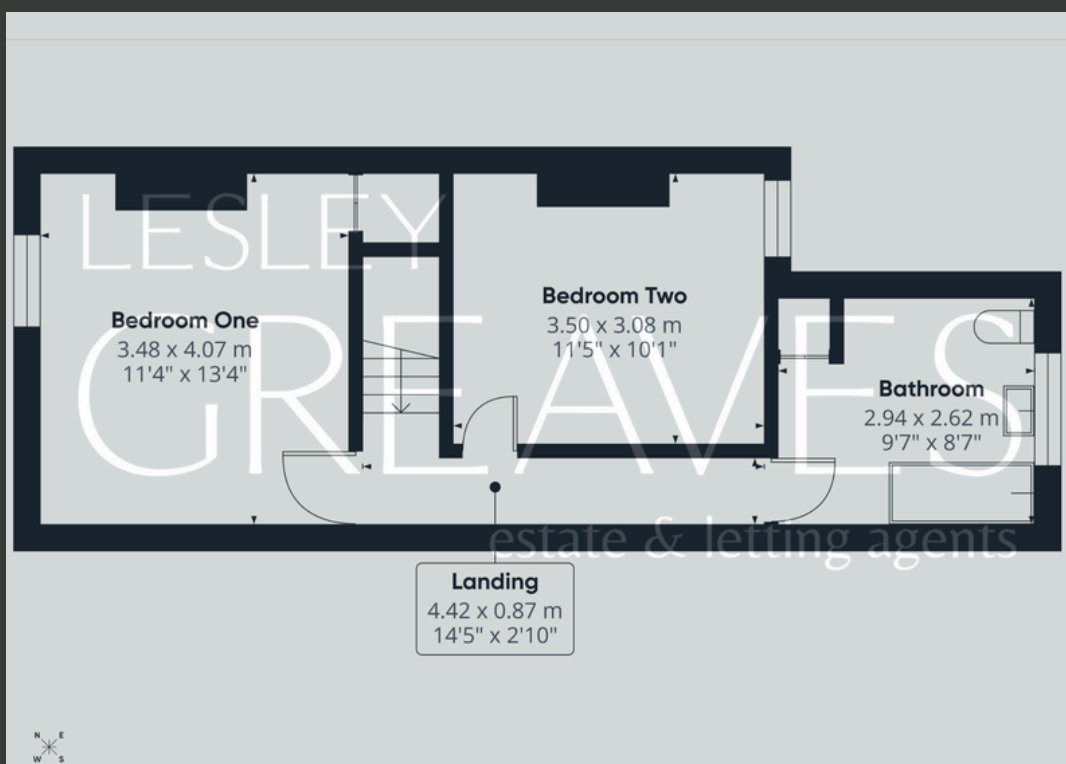 LESLEY
GREAVES
estate & letting agents
Bedroom One
3.48 x 4.07 m
11'4" x 13'4"
Bedroom Two
3.50 x 3.08 m
11'5" x 10'1"
Bathroom
2.94 x 2.62 m
9'7" x 8'7"
Landing
4.42 x 0.87 m
14'5" x 2'10"
N E
W S